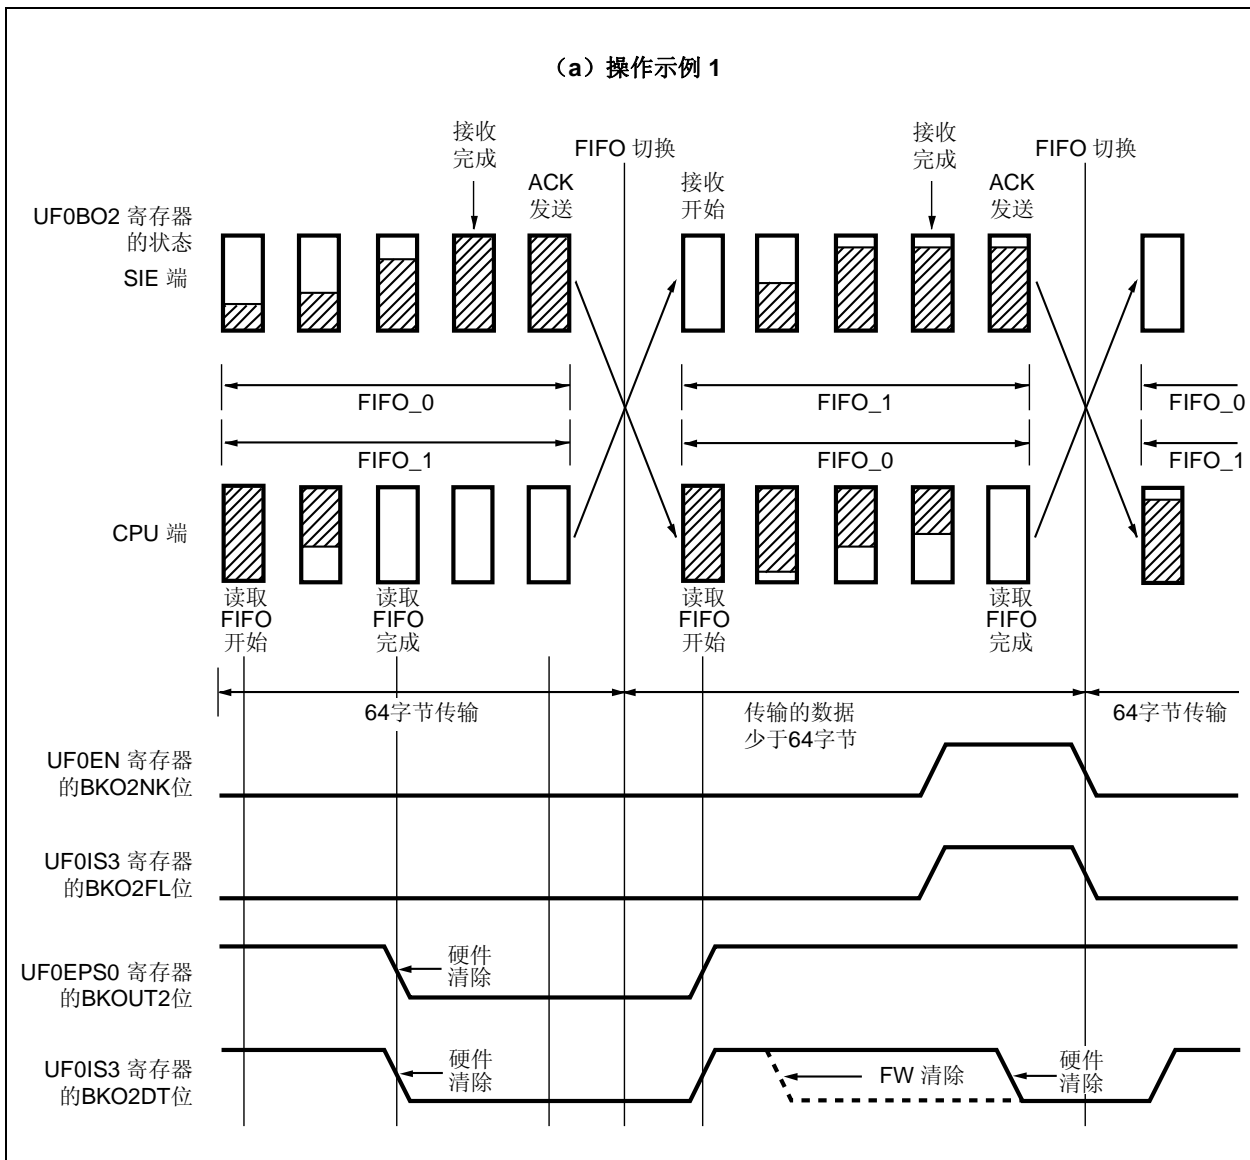 （a）操作示例 1
接收
完成
FIFO 切换
接收
完成
FIFO 切换
ACK
发送
接收
开始
ACK
发送
UF0BO2 寄存器
的状态
SIE 端
FIFO_0
FIFO_1
FIFO_0
FIFO_1
FIFO_0
FIFO_1
CPU 端
读取
FIFO
开始
读取
FIFO
完成
读取
FIFO
开始
读取
FIFO
完成
64字节传输
传输的数据
少于64字节
64字节传输
UF0EN 寄存器
的BKO2NK位
UF0IS3 寄存器
的BKO2FL位
UF0EPS0 寄存器
的BKOUT2位
硬件
清除
UF0IS3 寄存器
的BKO2DT位
硬件
清除
FW 清除
硬件
清除